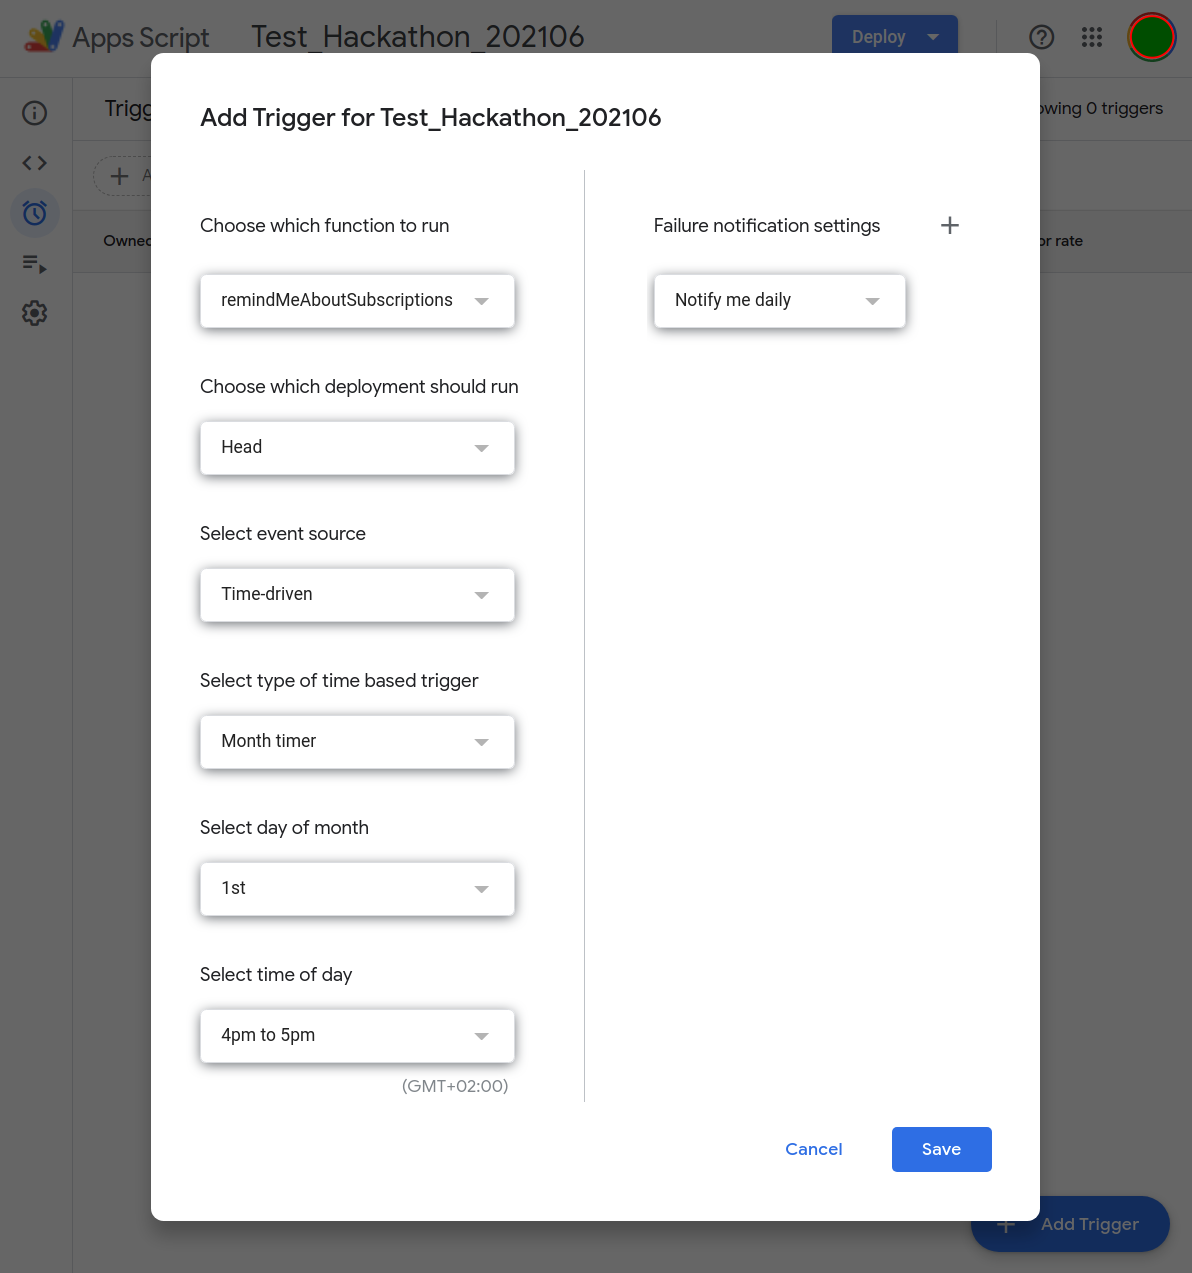 Apps Script
Test_Hackathon_202106
Deploy
Add Trigger for Test_Hackathon_202106
owing 0 triggers
Choose which function to run
Failure notification settings
Owned
or rate
remindMeAboutSubscriptions
Notify me daily
Choose which deployment should run
Head
Select event source
Time-driven
Select type of time based trigger
Month timer
Select day of month
1st
Select time of day
4pm to 5pm
(GMT+02:00)
Cancel
Save
Add Trigger